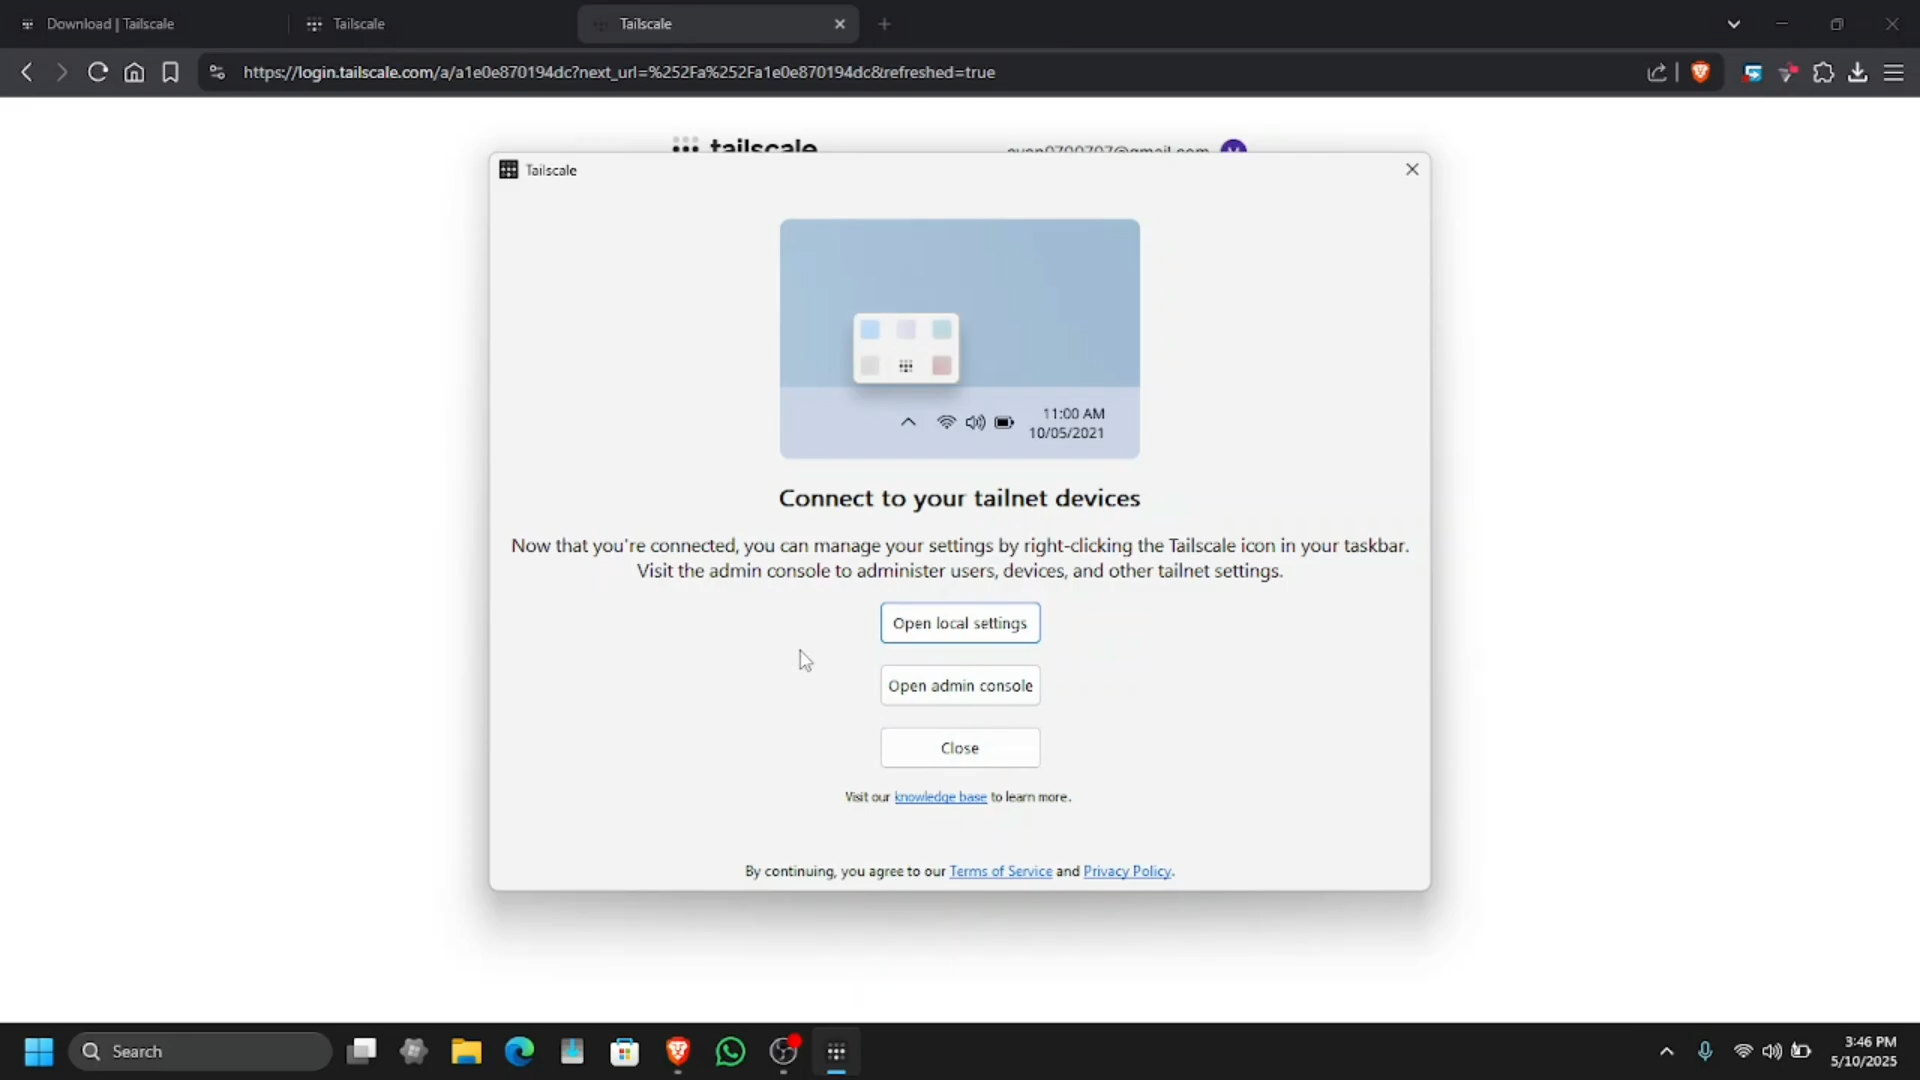 Download | Tailscale
Tailscale
Tailscale
https://login.tailscale.com/a/a1e0e870194dc?next_url=%252Fa%252Fa1e0e870194dc&refreshed=true
tailscale
Tailscale
11:00 AM
10/05/2021
Connect to your tailnet devices
Now that you're connected, you can manage your settings by right-clicking the Tailscale icon in your taskbar.
Visit the admin console to administer users, devices, and other tailnet settings.
Open local settings
Open admin console
Close
Visit our knowledge base to learn more.
By continuing, you agree to our Terms of Service and Privacy Policy.
Search
3:46 PM
5/10/2025